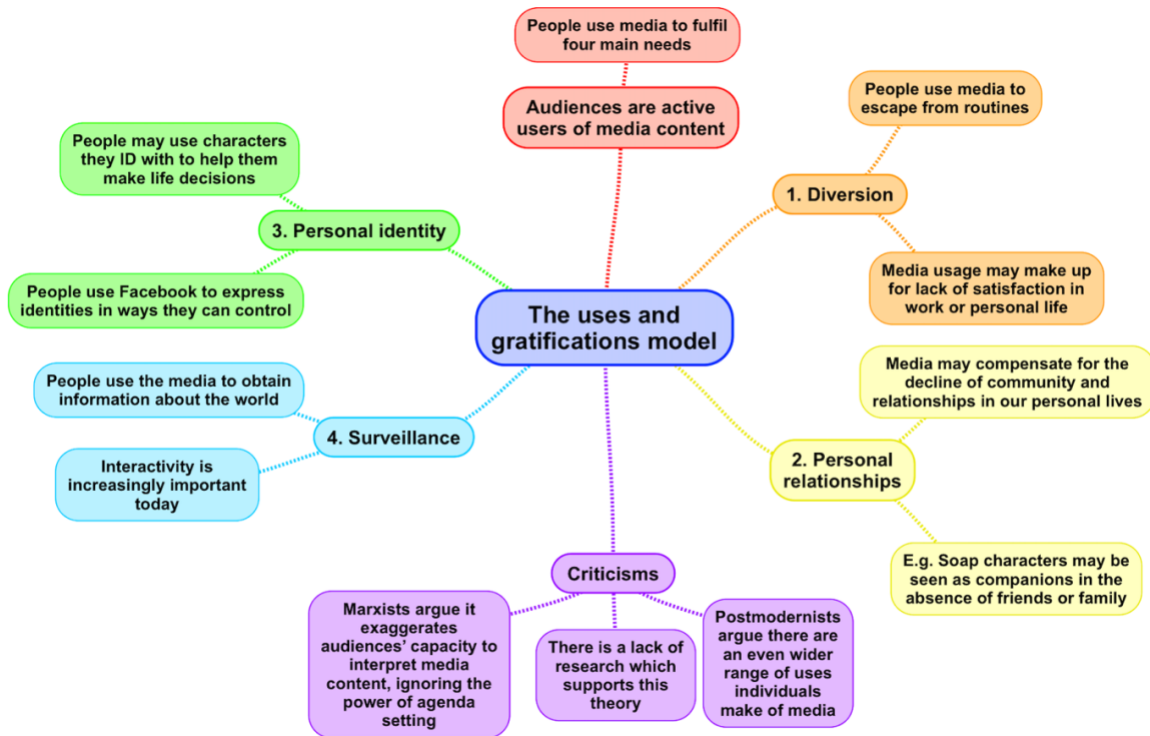 People use media to fulfil
four main needs
Audiences are active
users of media content
People use media to
escape from routines
1. Diversion
Media usage may make up
for lack of satisfaction in
work or personal life
People may use characters
they ID with to help them
make life decisions
3. Personal identity
People use Facebook to express
identities in ways they can control
The uses and
gratifications model
Media may compensate for the
decline of community and
relationships in our personal lives
2. Personal
relationships
E.g. Soap characters may be
seen as companions in the
absence of friends or family
People use the media to obtain
information about the world
4. Surveillance
Interactivity is
increasingly important
today
Criticisms
Marxists argue it
exaggerates
audiences’ capacity to
interpret media
content, ignoring the
power of agenda
setting
There is a lack of
research which
supports this
theory
Postmodernists
argue there are
an even wider
range of uses
individuals
make of media